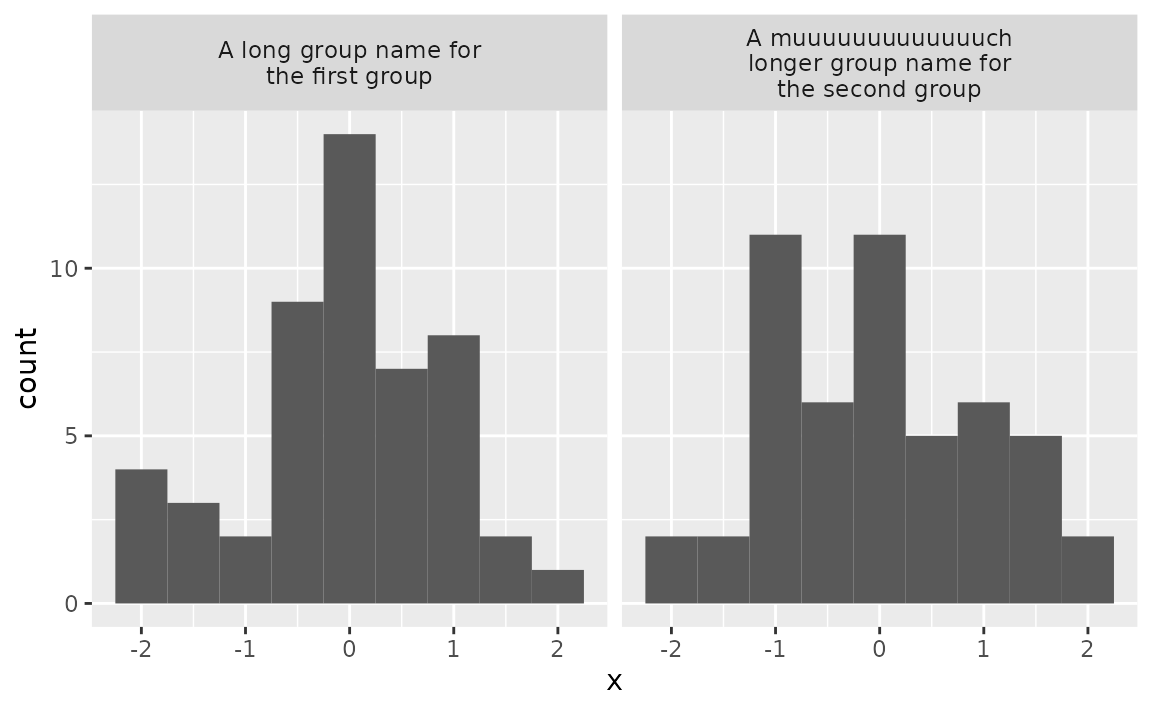 A long group name for
the first group
A muuuuuuuuuuuuuch
longer group name for
the second group
count
10
5
0
-2 -1 0 1 2
-2 -1 0 1 2
x